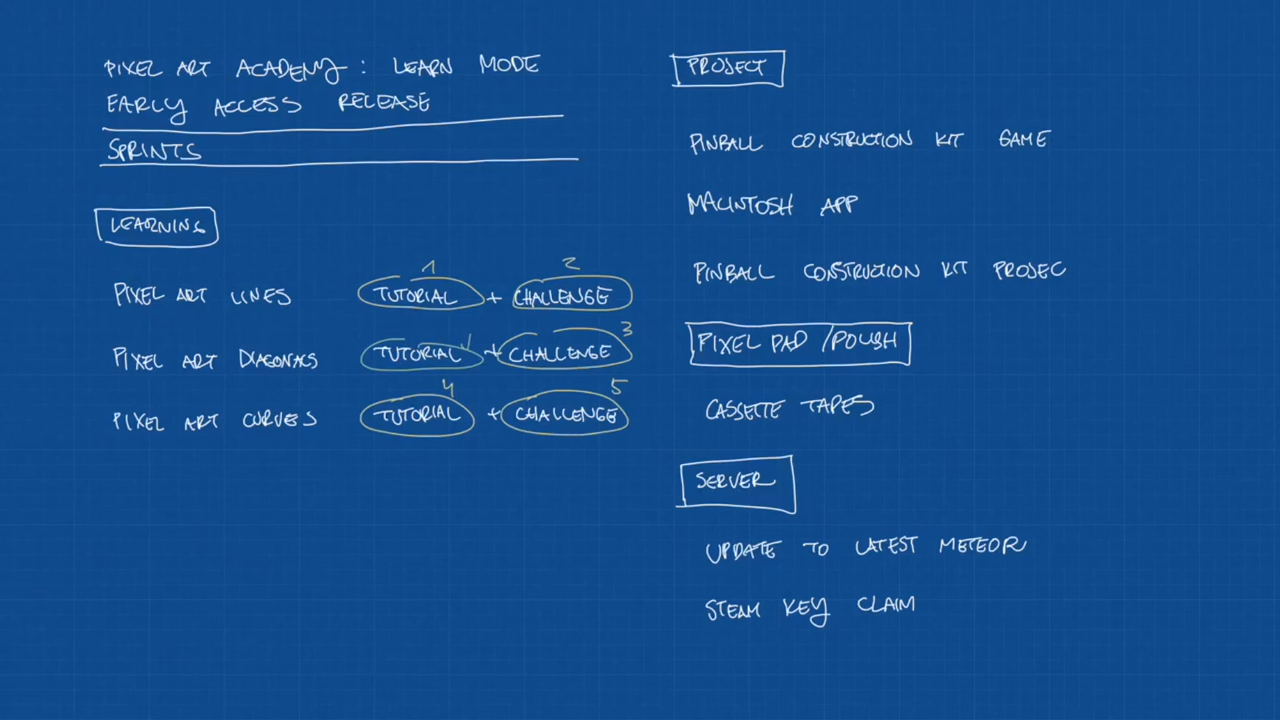 PIXEL ART ACADEMY: LEARN MODE
EARLY ACCESS RELEASE
SPRINTS
LEARNING
1 2
PIXEL ART LINES TUTORIAL + CHALLENGE
3
PIXEL ART DIAGONALS TUTORIAL + CHALLENGE
4 5
PIXEL ART CURVES TUTORIAL + CHALLENGE
PROJECT
PINBALL CONSTRUCTION KIT GAME
MACINTOSH APP
PINBALL CONSTRUCTION KIT PROJEC
PIXEL PAD /POLISH
CASSETTE TAPES
SERVER
UPDATE TO LATEST METEOR
STEAM KEY CLAIM